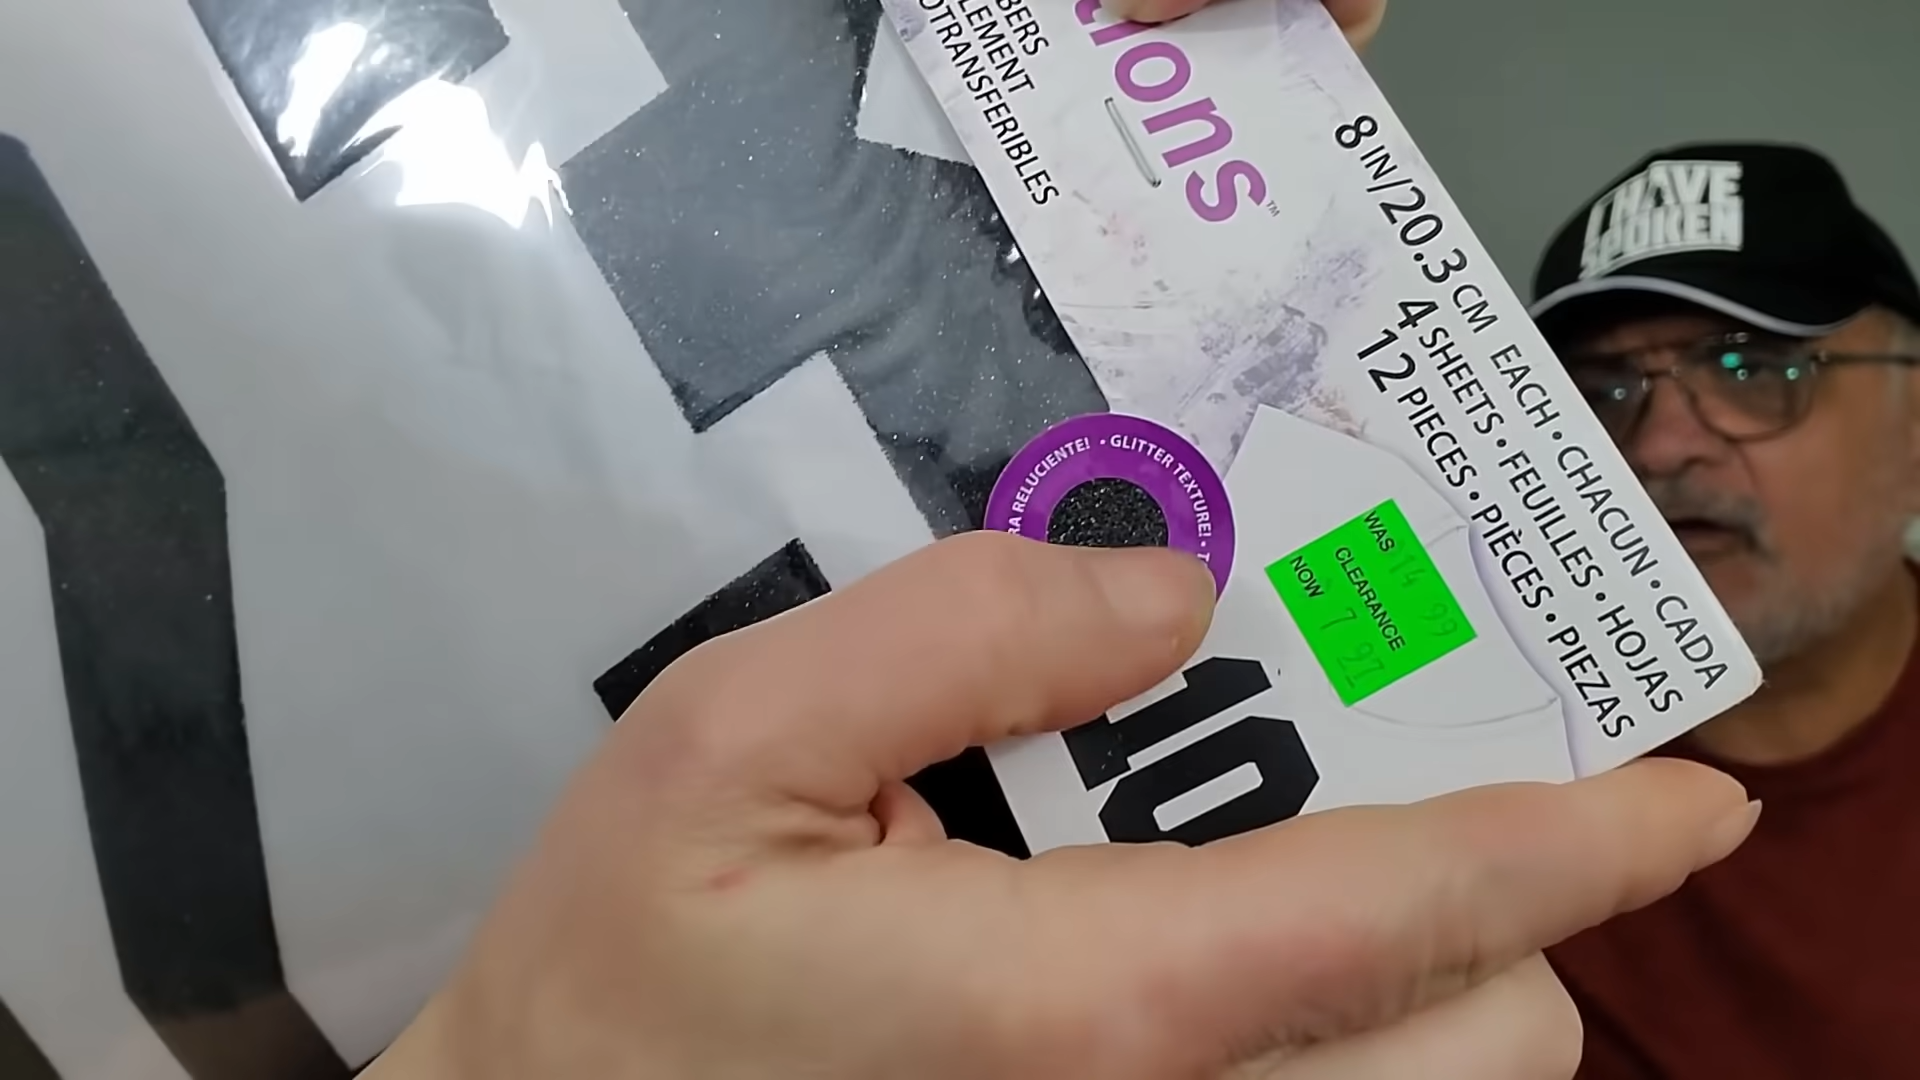 BERS
LEMENT
OTRANSFERIBLES
tions™
8 IN/20.3 CM EACH • CHACUN • CADA
4 SHEETS • FEUILLES • HOJAS
12 PIECES • PIÈCES • PIEZAS
RA RELUCIENTE! • GLITTER TEXTURE! • T
WAS 14 99
CLEARANCE
NOW 7 97
10
I HAVE
SPOKEN